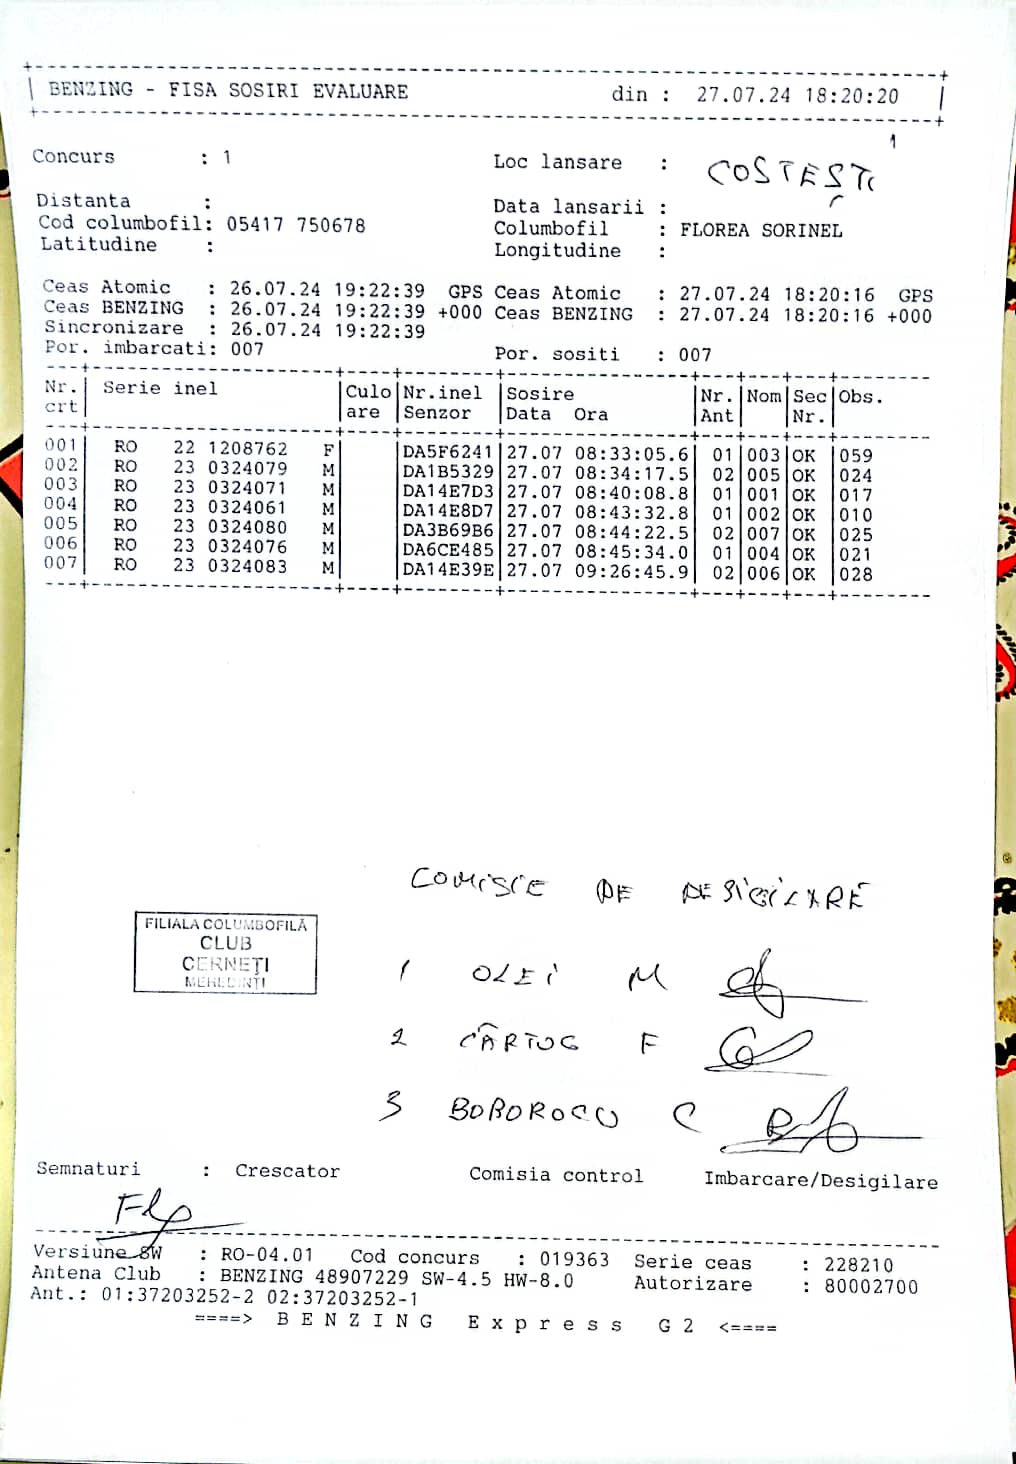 BENZING - FISA SOSIRI EVALUARE din : 27.07.24 18:20:20
1
Concurs : 1 Loc lansare : COSTEȘTI
Distanta : Data lansarii :
Cod columbofil: 05417 750678 Columbofil : FLOREA SORINEL
Latitudine : Longitudine :
Ceas Atomic : 26.07.24 19:22:39 GPS Ceas Atomic : 27.07.24 18:20:16 GPS
Ceas BENZING : 26.07.24 19:22:39 +000 Ceas BENZING : 27.07.24 18:20:16 +000
Sincronizare : 26.07.24 19:22:39
Por. imbarcati: 007 Por. sositi : 007
Nr. Serie inel Culo Nr.inel Sosire Nr. Nom Sec Obs.
crt are Senzor Data Ora Ant Nr.
001 RO 22 1208762 F DA5F6241 27.07 08:33:05.6 01 003 OK 059
002 RO 23 0324079 M DA1B5329 27.07 08:34:17.5 02 005 OK 024
003 RO 23 0324071 M DA14E7D3 27.07 08:40:08.8 01 001 OK 017
004 RO 23 0324061 M DA14E8D7 27.07 08:43:32.8 01 002 OK 010
005 RO 23 0324080 M DA3B69B6 27.07 08:44:22.5 02 007 OK 025
006 RO 23 0324076 M DA6CE485 27.07 08:45:34.0 01 004 OK 021
007 RO 23 0324083 M DA14E39E 27.07 09:26:45.9 02 006 OK 028
COMISIE DE DESIGILARE
FILIALA COLUMBOFILĂ
CLUB
CERNEȚI
MEHEDINȚI
1 OLEI M
2 CÂRTOG F
3 BOBOROCU C
Semnaturi : Crescator Comisia control Imbarcare/Desigilare
Versiune SW : RO-04.01 Cod concurs : 019363 Serie ceas : 228210
Antena Club : BENZING 48907229 SW-4.5 HW-8.0 Autorizare : 80002700
Ant.: 01:37203252-2 02:37203252-1
====> B E N Z I N G E x p r e s s G 2 <====